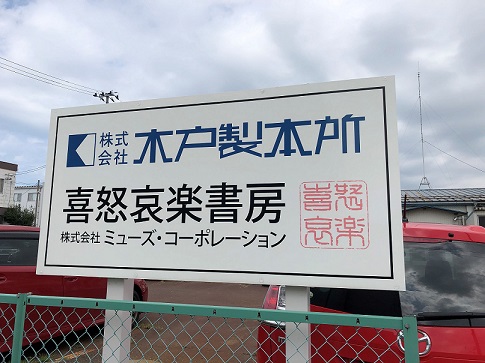 株式会社 木戸製本所
喜怒哀楽書房
株式会社 ミューズ・コーポレーション
喜怒
哀楽